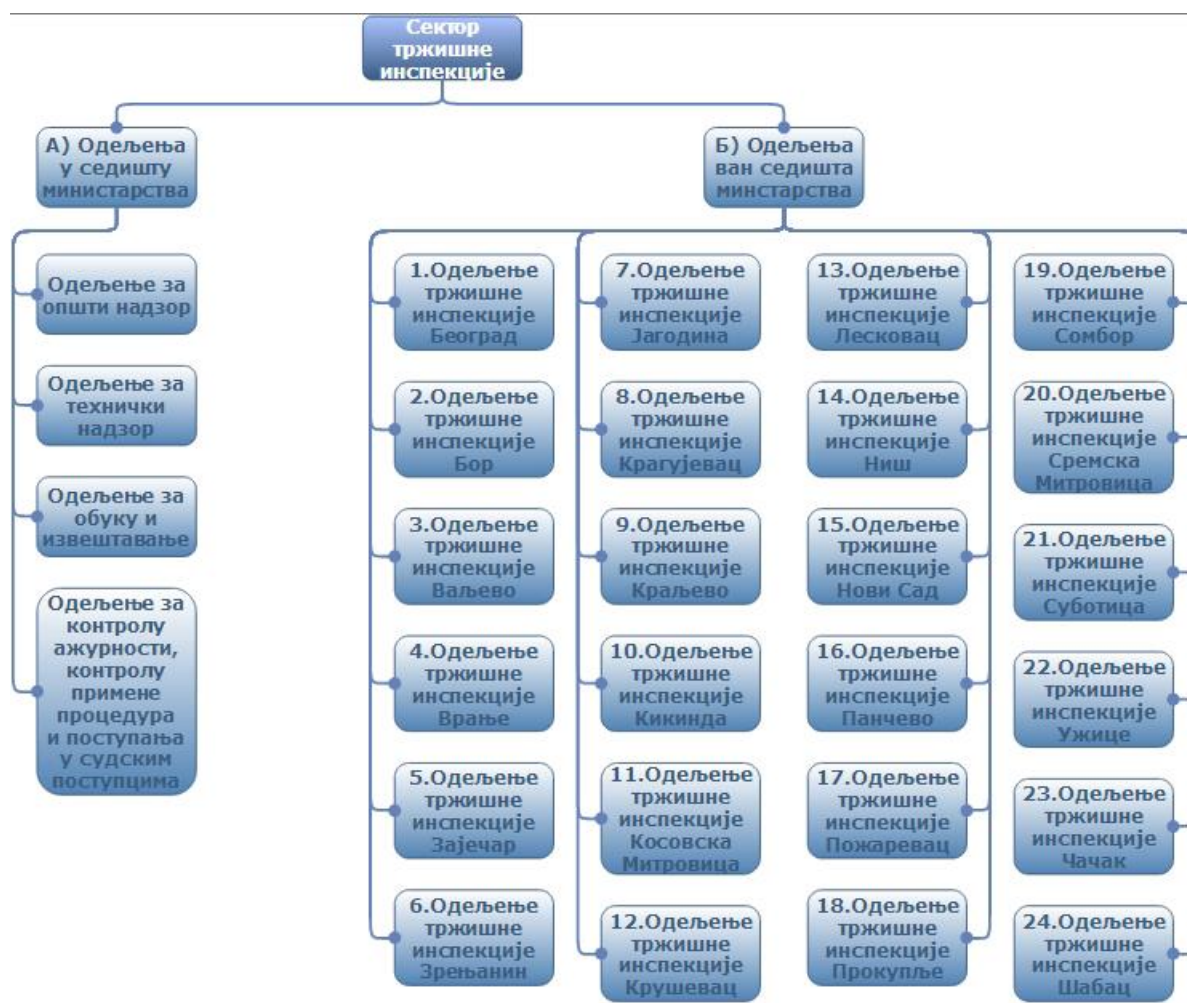 Сектор
тржишне
инспекције
А) Одељења
у седишту
министарства
Б) Одељења
ван седишта
минстарства
Одељење за
општи надзор
Одељење за
технички
надзор
Одељење за
обуку и
извештавање
Одељење за
контролу
ажурности,
контролу
примене
процедура
и поступања
у судским
поступцима
1.Одељење
тржишне
инспекције
Београд
2.Одељење
тржишне
инспекције
Бор
3.Одељење
тржишне
инспекције
Ваљево
4.Одељење
тржишне
инспекције
Врање
5.Одељење
тржишне
инспекције
Зајечар
6.Одељење
тржишне
инспекције
Зрењанин
7.Одељење
тржишне
инспекције
Јагодина
8.Одељење
тржишне
инспекције
Крагујевац
9.Одељење
тржишне
инспекције
Краљево
10.Одељење
тржишне
инспекције
Кикинда
11.Одељење
тржишне
инспекције
Косовска
Митровица
12.Одељење
тржишне
инспекције
Крушевац
13.Одељење
тржишне
инспекције
Лесковац
14.Одељење
тржишне
инспекције
Ниш
15.Одељење
тржишне
инспекције
Нови Сад
16.Одељење
тржишне
инспекције
Панчево
17.Одељење
тржишне
инспекције
Пожаревац
18.Одељење
тржишне
инспекције
Прокупље
19.Одељење
тржишне
инспекције
Сомбор
20.Одељење
тржишне
инспекције
Сремска
Митровица
21.Одељење
тржишне
инспекције
Суботица
22.Одељење
тржишне
инспекције
Ужице
23.Одељење
тржишне
инспекције
Чачак
24.Одељење
тржишне
инспекције
Шабац